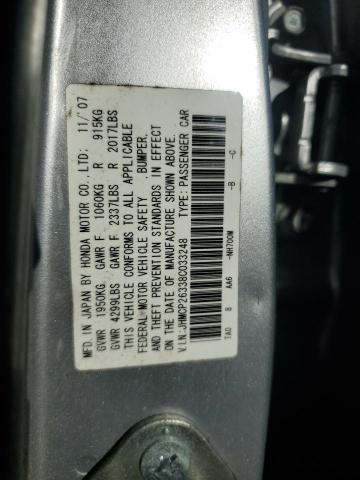 MFD. IN JAPAN BY HONDA MOTOR CO.,LTD: 11/'07
GVWR 1950KG. GAWR F 1060KG R 915KG
GVWR 4299LBS GAWR F 2337LBS R 2017LBS
THIS VEHICLE CONFORMS TO ALL APPLICABLE
FEDERAL MOTOR VEHICLE SAFETY ,BUMPER,
AND THEFT PREVENTION STANDARDS IN EFFECT
ON THE DATE OF MANUFACTURE SHOWN ABOVE.
V.I.N.:JHMCP26338C033248 TYPE: PASSENGER CAR
TA0 8 AA6 -NH700M -B -C